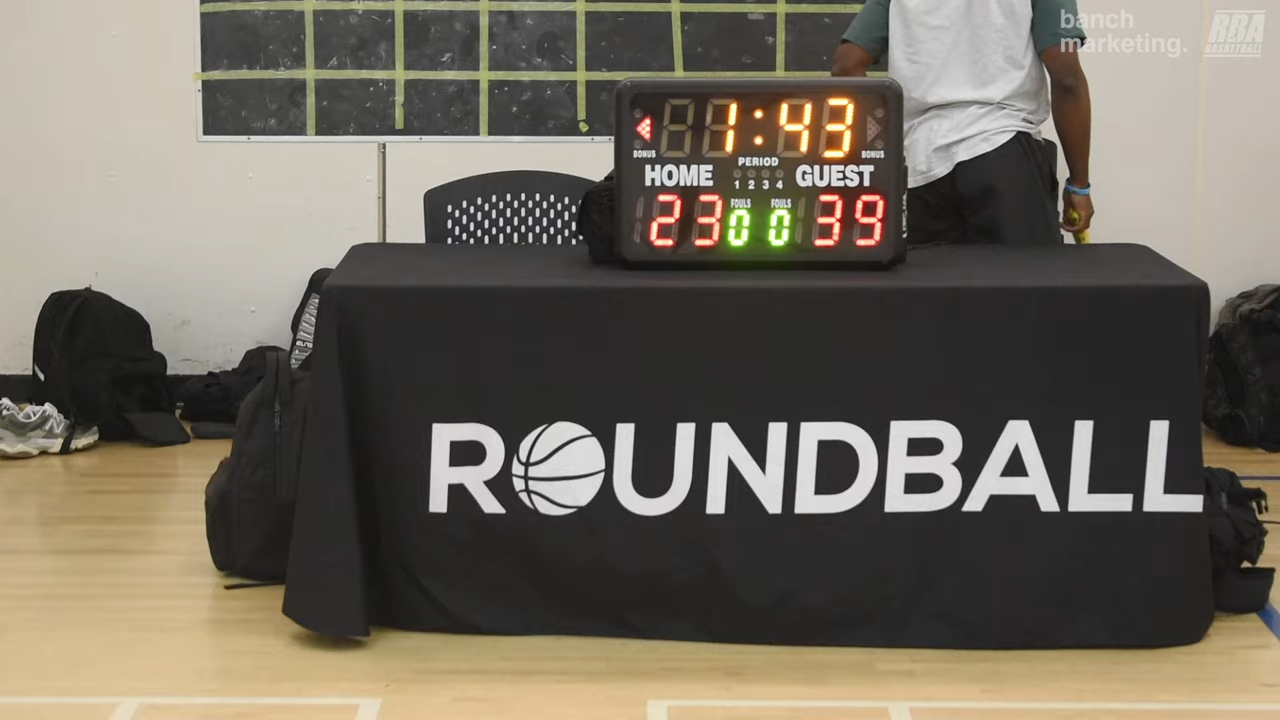 banch
marketing.
RBA
BASKETBALL
1:43
BONUS BONUS
PERIOD
HOME 1 2 3 4 GUEST
FOULS FOULS
23 0 0 39
ROUNDBALL